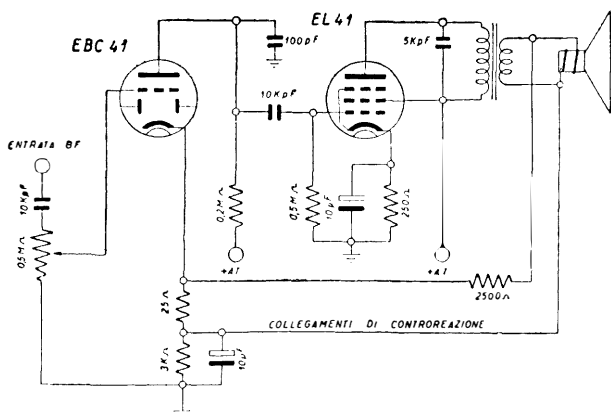 EBC 41
EL 41
100pF
5KpF
10KpF
ENTRATA BF
10KpF
0,5MΩ
0,2MΩ
0,5MΩ
10µF
250Ω
+AT
+AT
2500Ω
25Ω
COLLEGAMENTI DI CONTROREAZIONE
3KΩ
10µF